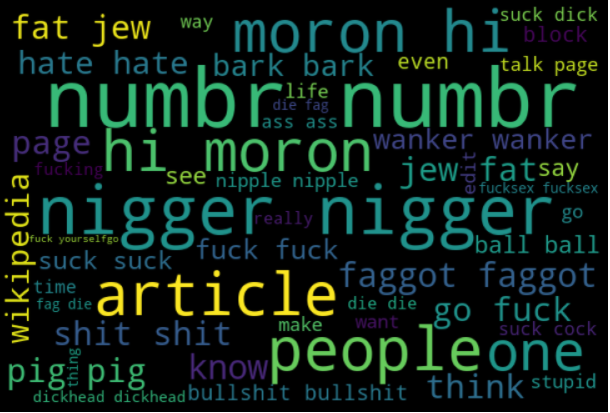 fat jew
way
moron hi
suck dick
block
hate hate
bark bark
even
talk page
numbr numbr
life
die fag
ass ass
page
hi moron
wanker wanker
fucking
see
nipple nipple
jew fat
edit
say
fucksex fucksex
wikipedia
nigger nigger
really
go
fuck yourselfgo
fuck fuck
ball ball
suck suck
faggot faggot
time
fag die
article
die die
go fuck
make
want
suck cock
shit shit
people
one
thing
pig pig
know
think
stupid
dickhead dickhead
bullshit bullshit